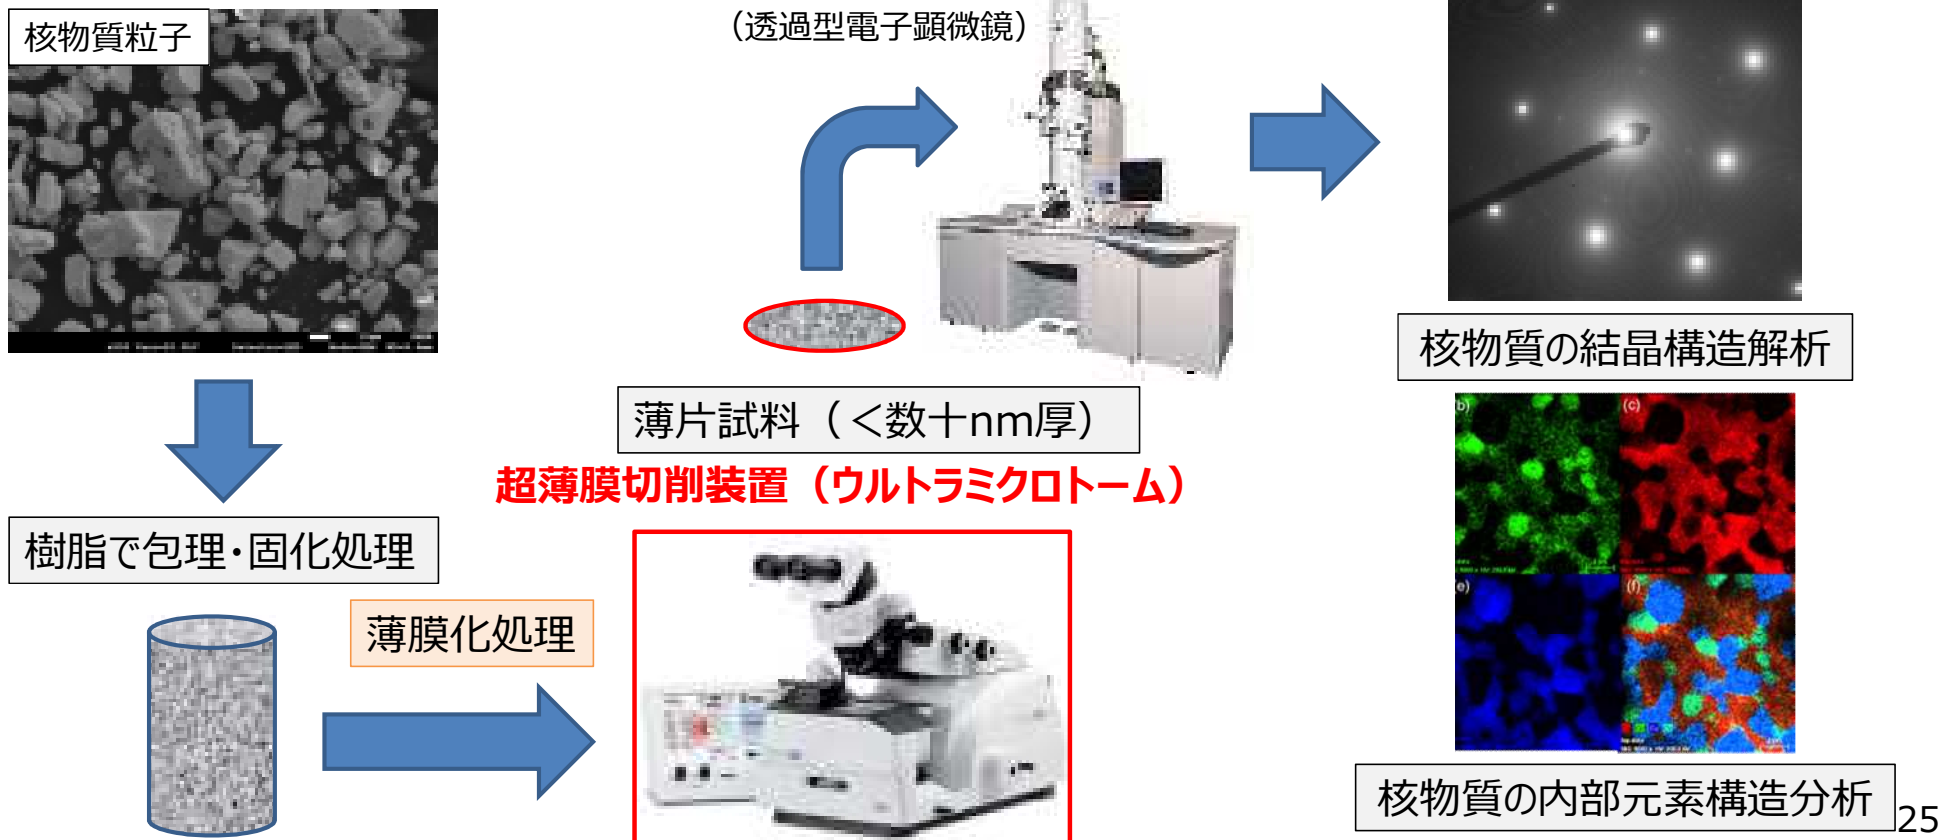 核物質粒子
(透過型電子顕微鏡)
核物質の結晶構造解析
薄片試料(<数十nm厚)
超薄膜切削装置(ウルトラミクロトーム)
樹脂で包理・固化処理
薄膜化処理
(b)
(c)
(e)
(f)
核物質の内部元素構造分析
25